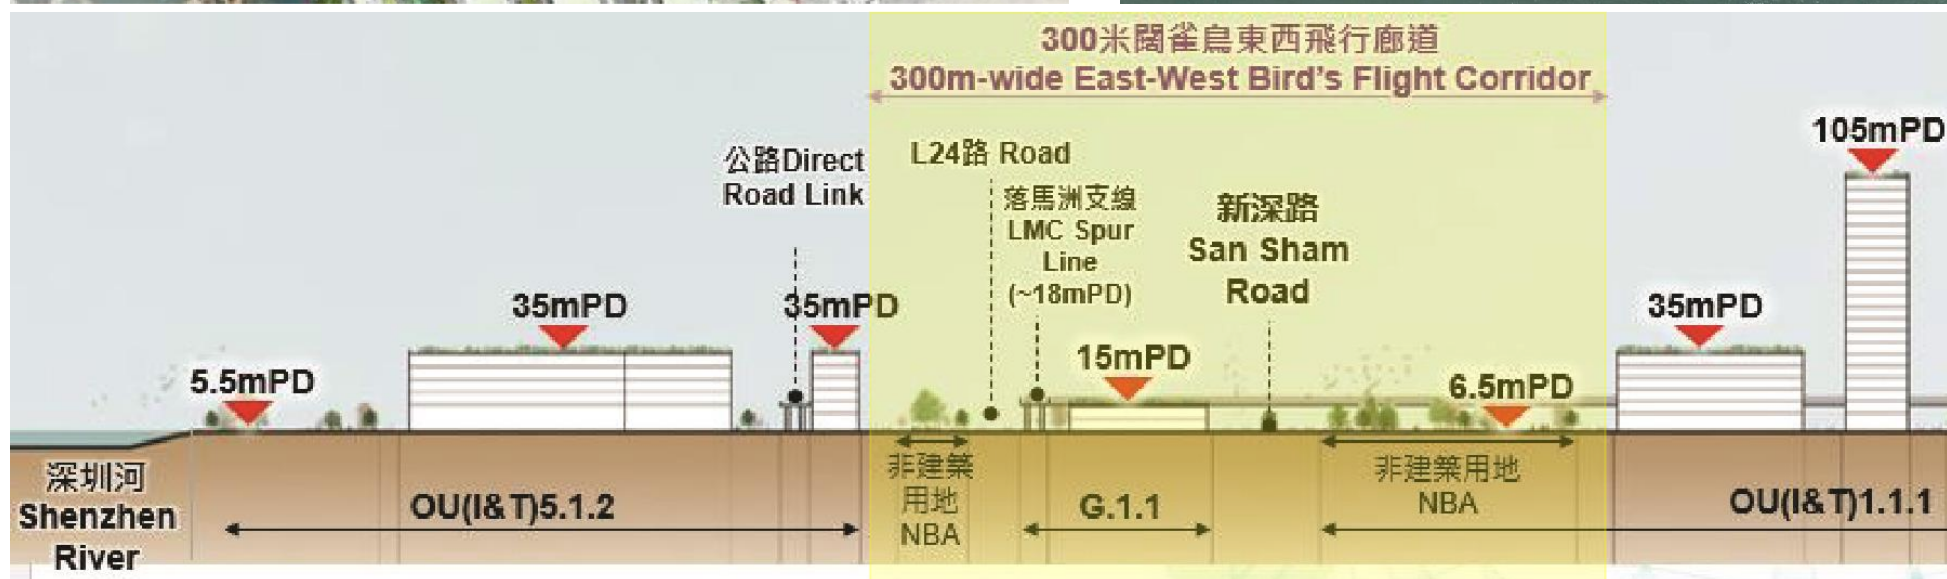 300米闊雀鳥東西飛行廊道
300m-wide East-West Bird's Flight Corridor
105mPD
公路Direct
Road Link
L24路 Road
落馬洲支線
LMC Spur
Line
(~18mPD)
新深路
San Sham
Road
35mPD
35mPD
35mPD
15mPD
5.5mPD
6.5mPD
深圳河
Shenzhen
River
OU(I&T)5.1.2
非建築
用地
NBA
G.1.1
非建築用地
NBA
OU(I&T)1.1.1